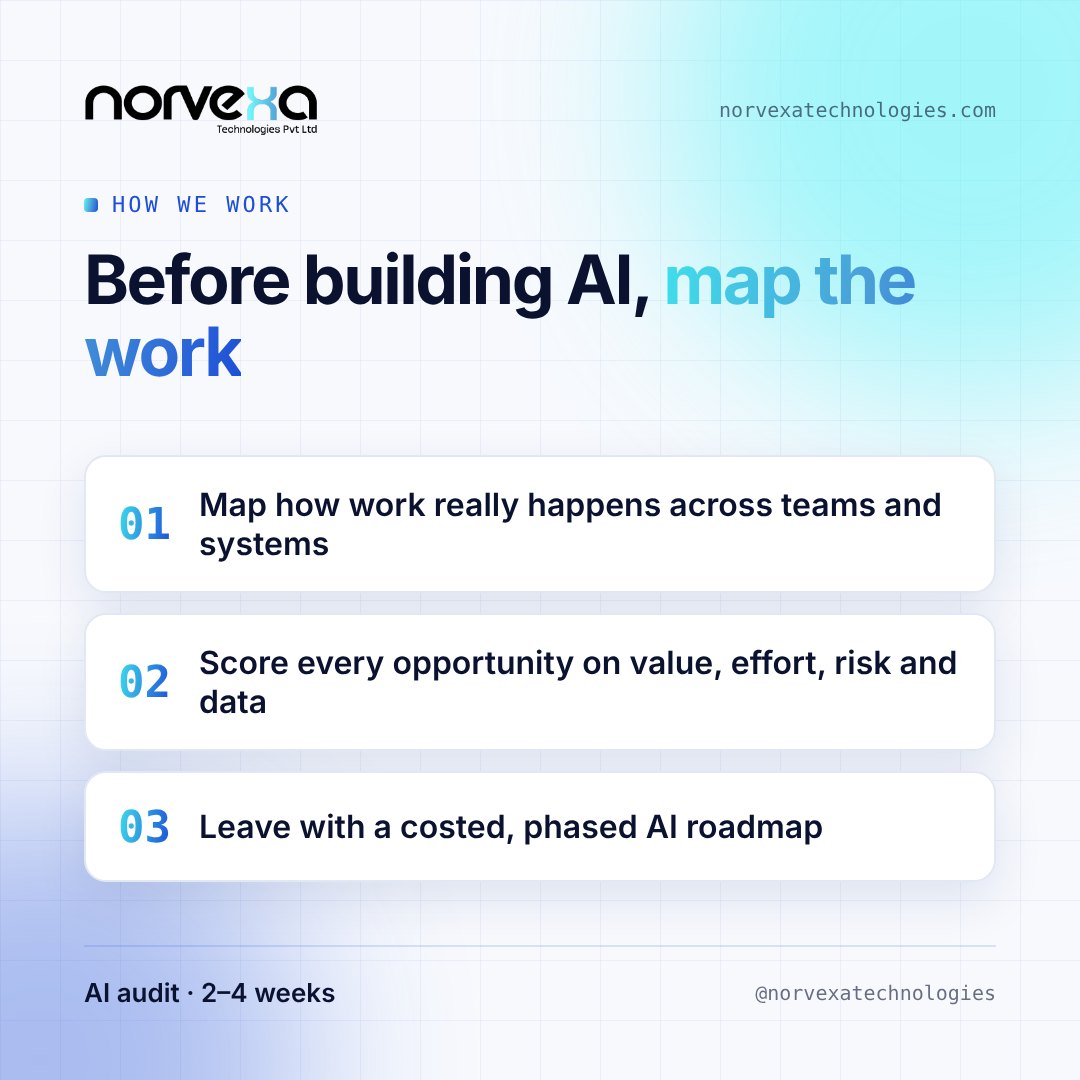 norvexa
Technologies Pvt Ltd
norvexatechnologies.com
HOW WE WORK
Before building AI, map the
work
01
Map how work really happens across teams and
systems
02
Score every opportunity on value, effort, risk and
data
03
Leave with a costed, phased AI roadmap
AI audit · 2–4 weeks
@norvexatechnologies